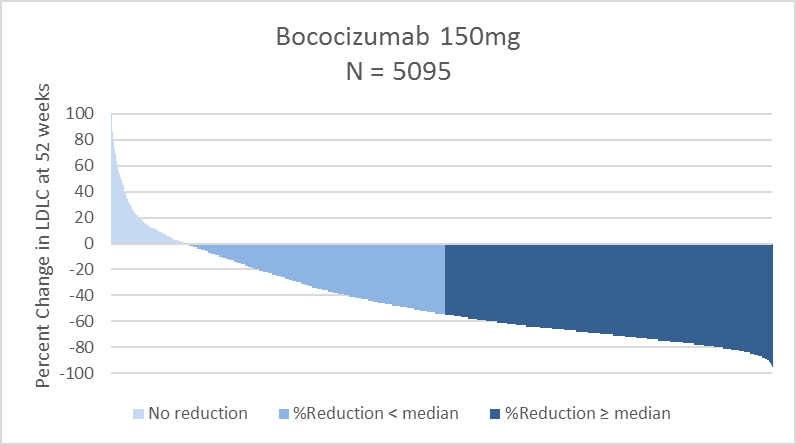 Bococizumab 150mg
N = 5095
Percent Change in LDLC at 52 weeks
100
80
60
40
20
0
-20
-40
-60
-80
-100
No reduction
%Reduction < median
%Reduction ≥ median